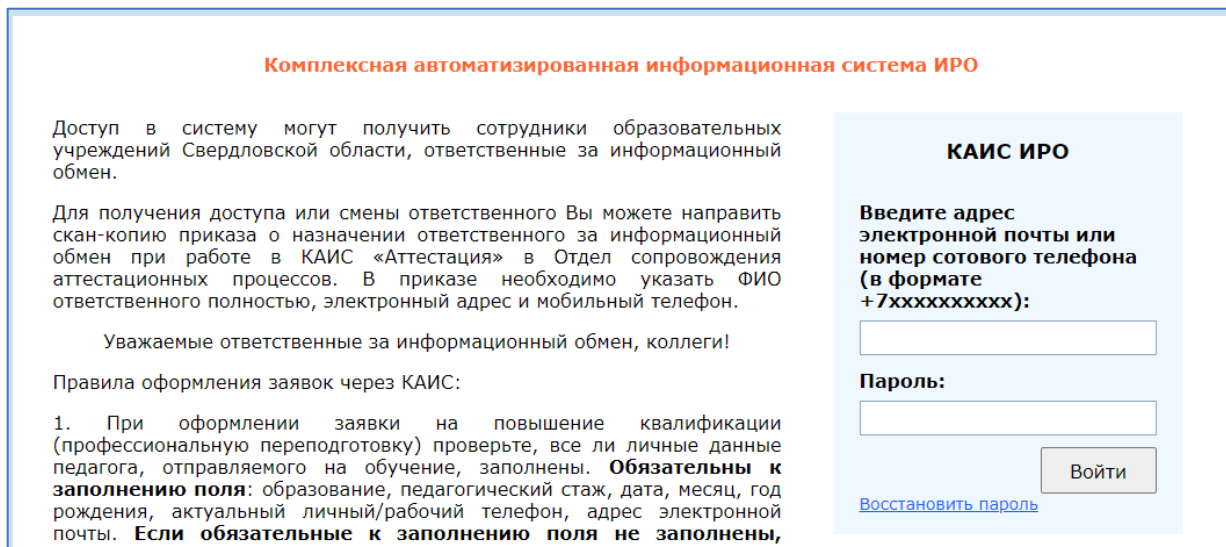 Комплексная автоматизированная информационная система ИРО
Доступ в систему могут получить сотрудники образовательных
учреждений Свердловской области, ответственные за информационный
обмен.
Для получения доступа или смены ответственного Вы можете направить
скан-копию приказа о назначении ответственного за информационный
обмен при работе в КАИС «Аттестация» в Отдел сопровождения
аттестационных процессов. В приказе необходимо указать ФИО
ответственного полностью, электронный адрес и мобильный телефон.
Уважаемые ответственные за информационный обмен, коллеги!
Правила оформления заявок через КАИС:
1. При оформлении заявки на повышение квалификации
(профессиональную переподготовку) проверьте, все ли личные данные
педагога, отправляемого на обучение, заполнены. Обязательны к
заполнению поля: образование, педагогический стаж, дата, месяц, год
рождения, актуальный личный/рабочий телефон, адрес электронной
почты. Если обязательные к заполнению поля не заполнены,
КАИС ИРО
Введите адрес
электронной почты или
номер сотового телефона
(в формате
+7xxxxxxxxxx):
Пароль:
Войти
Восстановить пароль